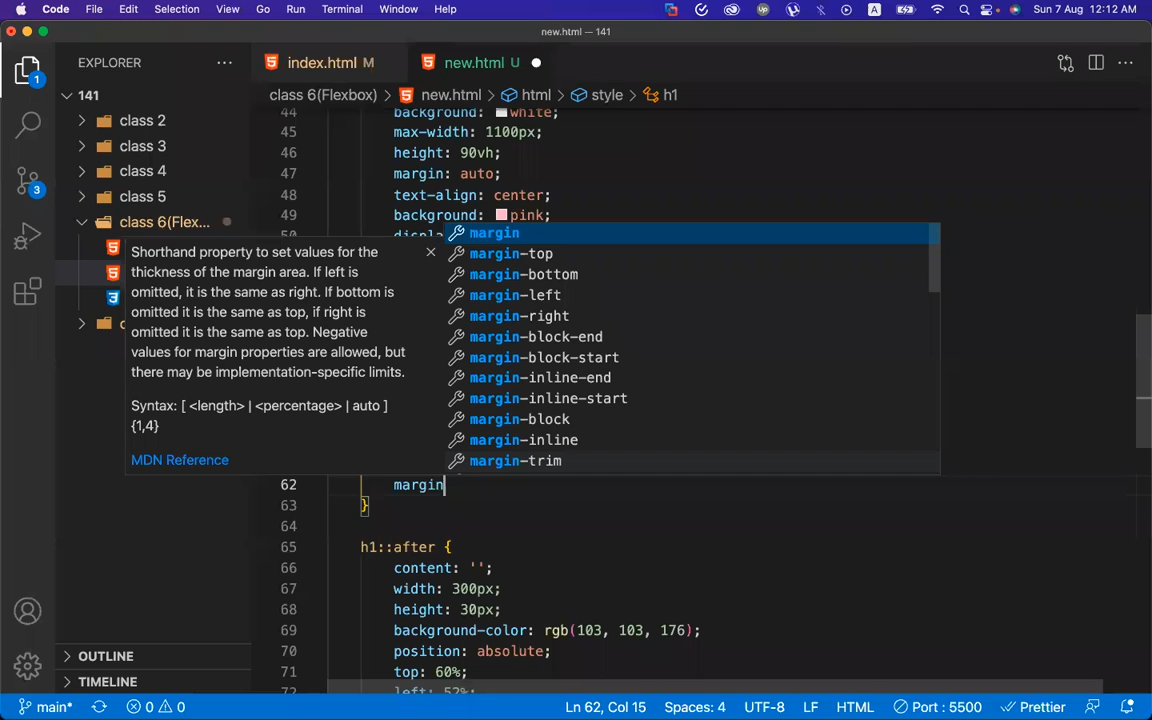 Code File Edit Selection View Go Run Terminal Window Help UP A Sun 7 Aug 12:12 AM
new.html — 141
EXPLORER
index.html M
new.html U
141
class 6(Flexbox) > new.html > html > style > h1
class 2
class 3
class 4
class 5
class 6(Flex...
1
3
44 background: white;
45 max-width: 1100px;
46 height: 90vh;
47 margin: auto;
48 text-align: center;
49 background: pink;
Shorthand property to set values for the
thickness of the margin area. If left is
omitted, it is the same as right. If bottom is
omitted it is the same as top, if right is
omitted it is the same as top. Negative
values for margin properties are allowed, but
there may be implementation-specific limits.
Syntax: [ <length> | <percentage> | auto ]
{1,4}
MDN Reference
margin
margin-top
margin-bottom
margin-left
margin-right
margin-block-end
margin-block-start
margin-inline-end
margin-inline-start
margin-block
margin-inline
margin-trim
62 margin
63 }
64
65 h1::after {
66 content: '';
67 width: 300px;
68 height: 30px;
69 background-color: rgb(103, 103, 176);
70 position: absolute;
71 top: 60%;
72 left: 52%;
OUTLINE
TIMELINE
main* 0 0 Ln 62, Col 15 Spaces: 4 UTF-8 LF HTML Port : 5500 Prettier